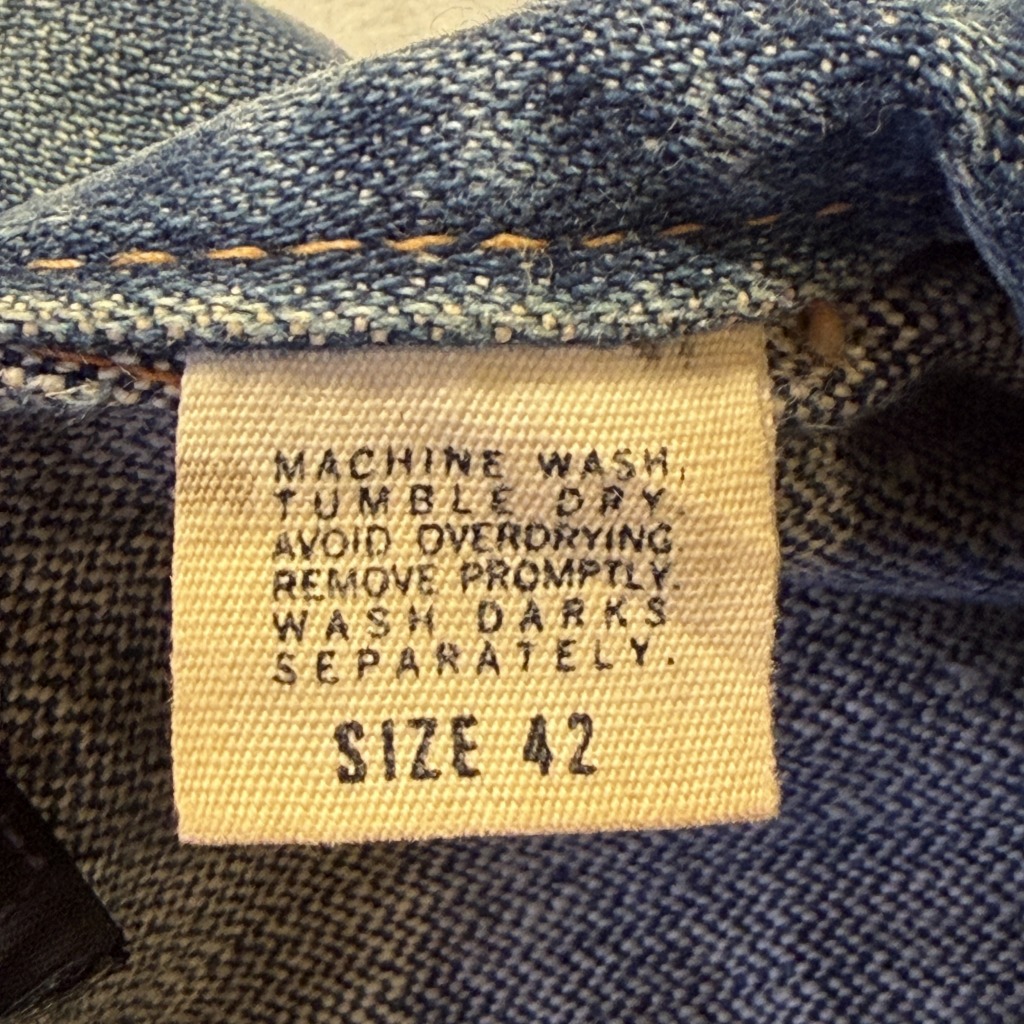 MACHINE WASH,
TUMBLE DRY.
AVOID OVERDRYING
REMOVE PROMPTLY.
WASH DARKS
SEPARATELY.
SIZE 42